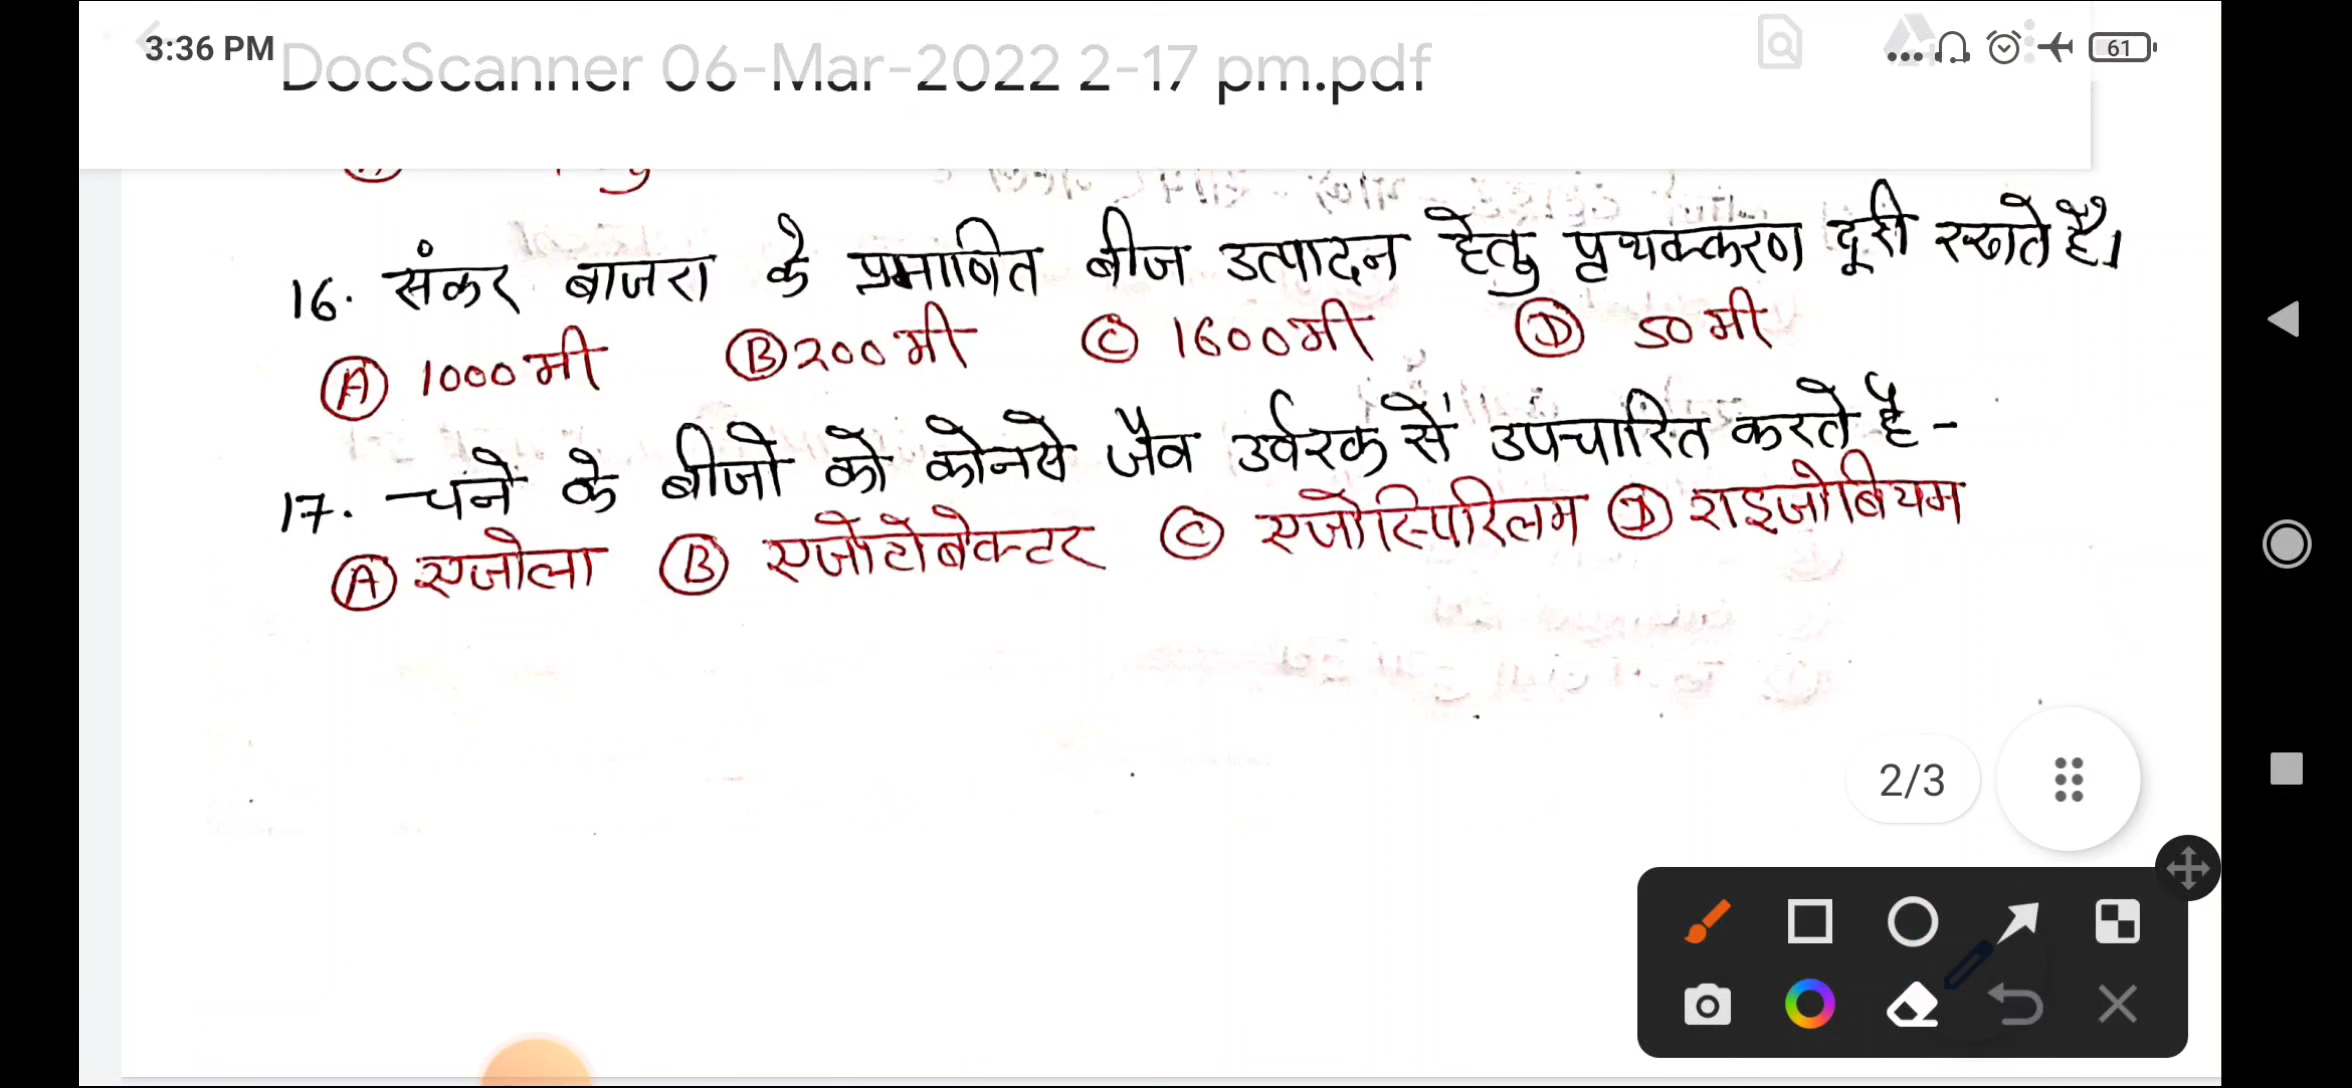 3:36 PM
DocScanner 06-Mar-2022 2-17 pm.pdf
61
16. संकर बाजरा के प्रमाणित बीज उत्पादन हेतु पृथक्करण दूरी रखते है।
Ⓐ 1000 मी Ⓑ 200 मी Ⓒ 1600 मी Ⓓ 50 मी
17. चने के बीजो को कोनसे जैव उर्वरक से उपचारित करते है -
Ⓐ एजोला Ⓑ एजोटोबेक्टर Ⓒ एजोस्पिरिलम Ⓓ राइजोबियम
2/3